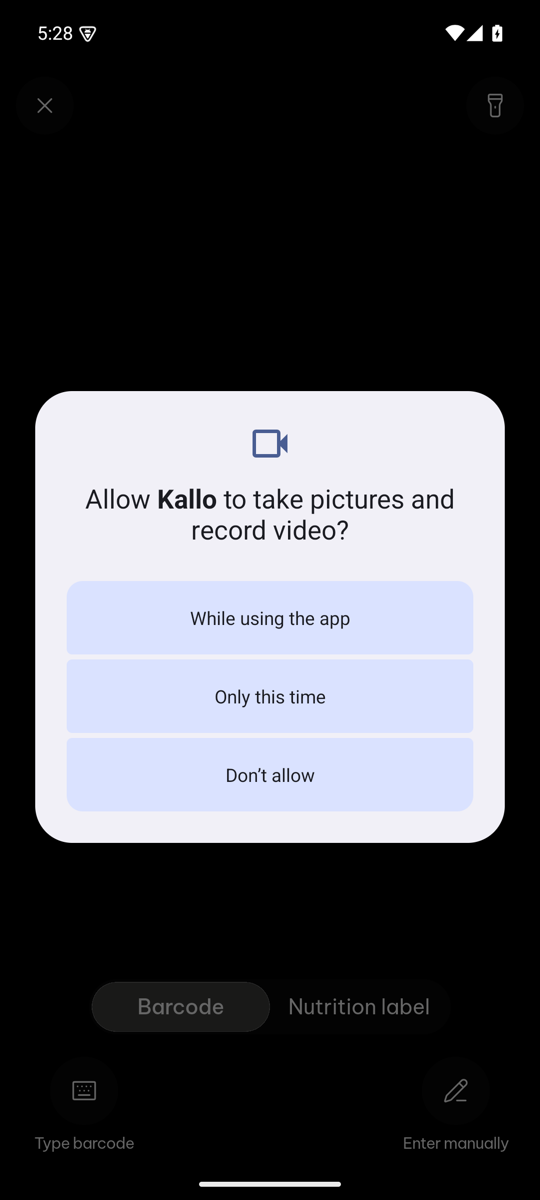 5:28
Allow Kallo to take pictures and
record video?
While using the app
Only this time
Don’t allow
Barcode
Nutrition label
Type barcode
Enter manually